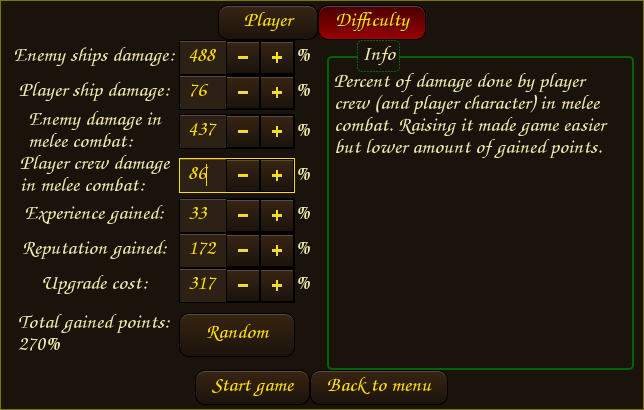 Player
Difficulty
Enemy ships damage: 488 - + %
Player ship damage: 76 - + %
Enemy damage in
melee combat: 437 - + %
Player crew damage
in melee combat: 86 - + %
Experience gained: 33 - + %
Reputation gained: 172 - + %
Upgrade cost: 317 - + %
Total gained points:
270%
Random
Info
Percent of damage done by player
crew (and player character) in melee
combat. Raising it made game easier
but lower amount of gained points.
Start game
Back to menu